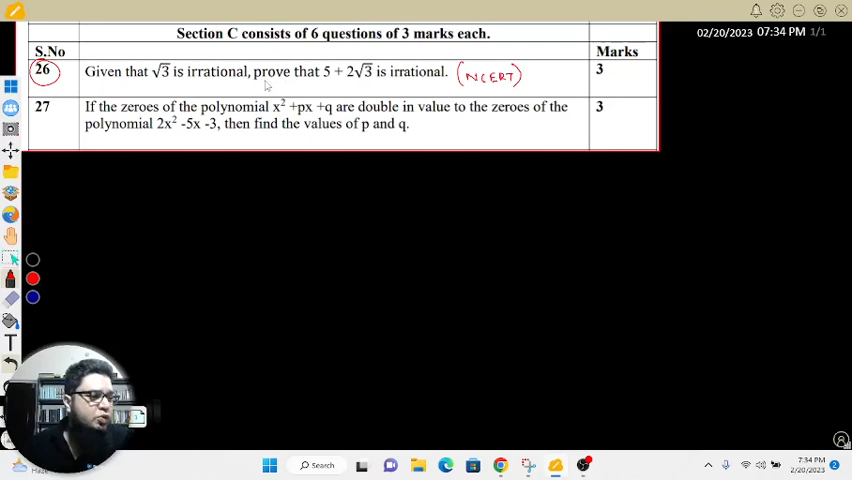 02/20/2023 07:34 PM 1/1
Section C consists of 6 questions of 3 marks each.
S.No Marks
26 Given that √3 is irrational, prove that 5 + 2√3 is irrational. (NCERT) 3
27 If the zeroes of the polynomial x² +px +q are double in value to the zeroes of the 3
polynomial 2x² -5x -3, then find the values of p and q.
T
Haze
Search
7:34 PM
2/20/2023
2